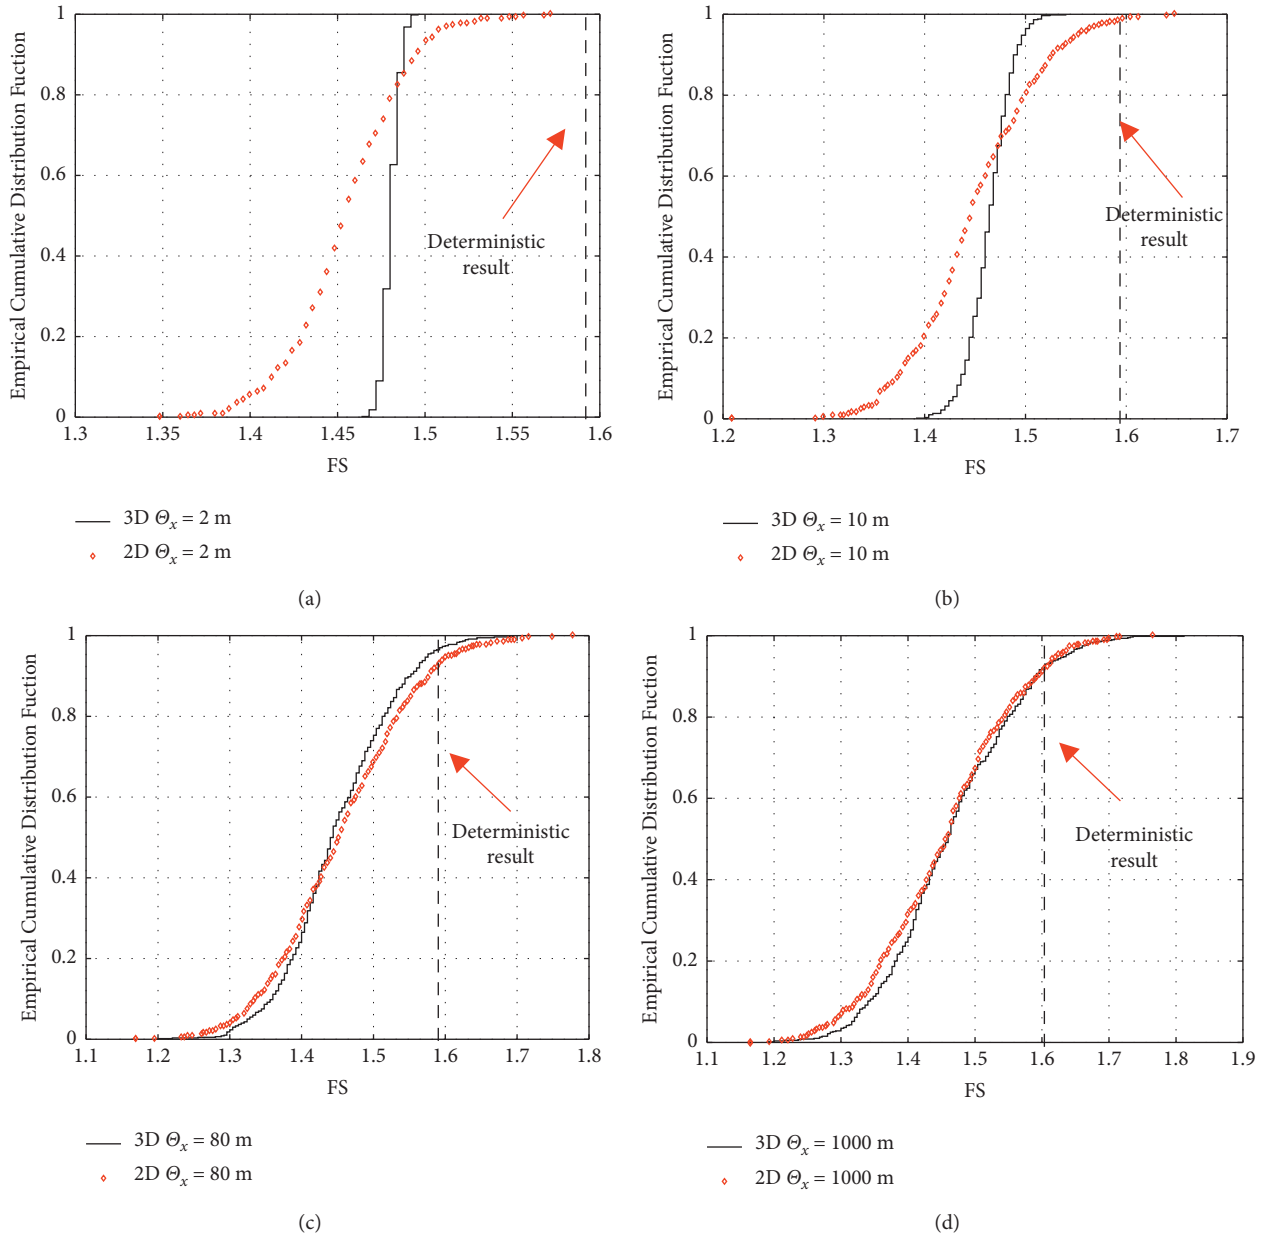 Empirical Cumulative Distribution Fuction
1
0.8
0.6
0.4
0.2
0
1.3
1.35
1.4
1.45
1.5
1.55
1.6
FS
Deterministic
result
3D Θx = 2 m
2D Θx = 2 m
(a)
Empirical Cumulative Distribution Fuction
1
0.8
0.6
0.4
0.2
0
1.2
1.3
1.4
1.5
1.6
1.7
FS
Deterministic
result
3D Θx = 10 m
2D Θx = 10 m
(b)
Empirical Cumulative Distribution Fuction
1
0.8
0.6
0.4
0.2
0
1.1
1.2
1.3
1.4
1.5
1.6
1.7
1.8
FS
Deterministic
result
3D Θx = 80 m
2D Θx = 80 m
(c)
Empirical Cumulative Distribution Fuction
1
0.8
0.6
0.4
0.2
0
1.1
1.2
1.3
1.4
1.5
1.6
1.7
1.8
1.9
FS
Deterministic
result
3D Θx = 1000 m
2D Θx = 1000 m
(d)